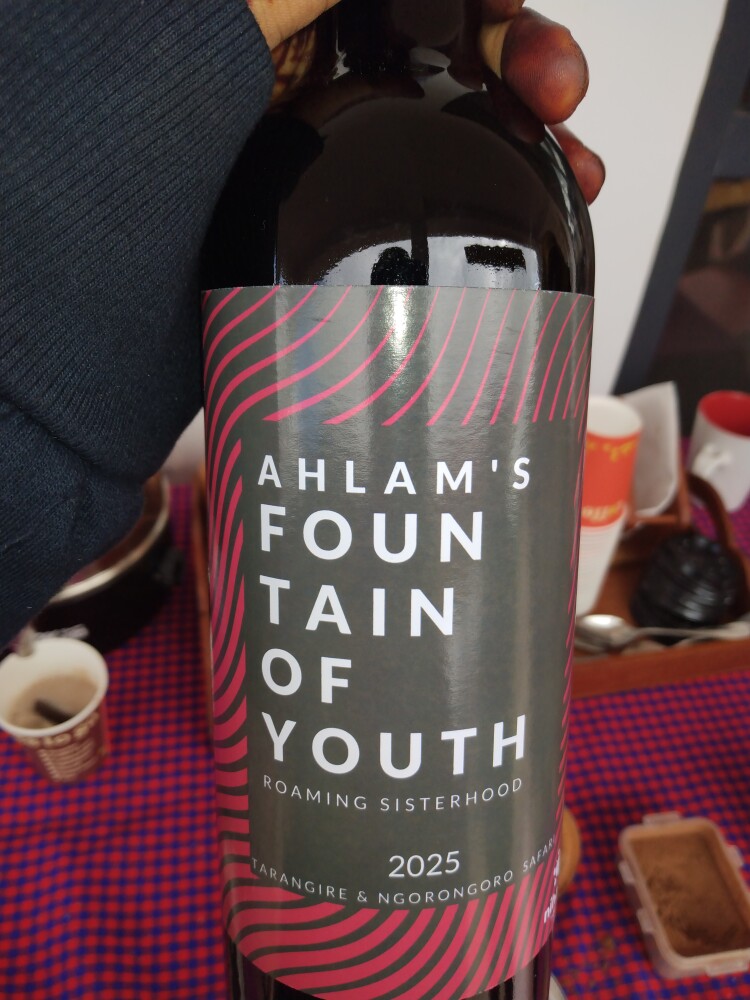 AHLAM'S
FOUN
TAIN
OF
YOUTH
ROAMING SISTERHOOD
2025
TARANGIRE & NGORONGORO SAFARI